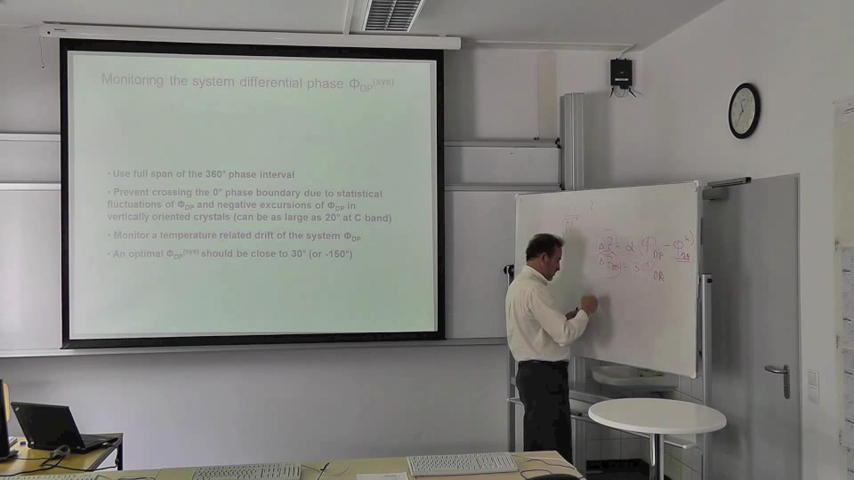 Monitoring the system differential phase Φ_DP^(sys)
• Use full span of the 360° phase interval
• Prevent crossing the 0° phase boundary due to statistical
fluctuations of Φ_DP and negative excursions of Φ_DP in
vertically oriented crystals (can be as large as 20° at C band)
• Monitor a temperature related drift of the system Φ_DP
• An optimal Φ_DP^(sys) should be close to 30° (or -150°)